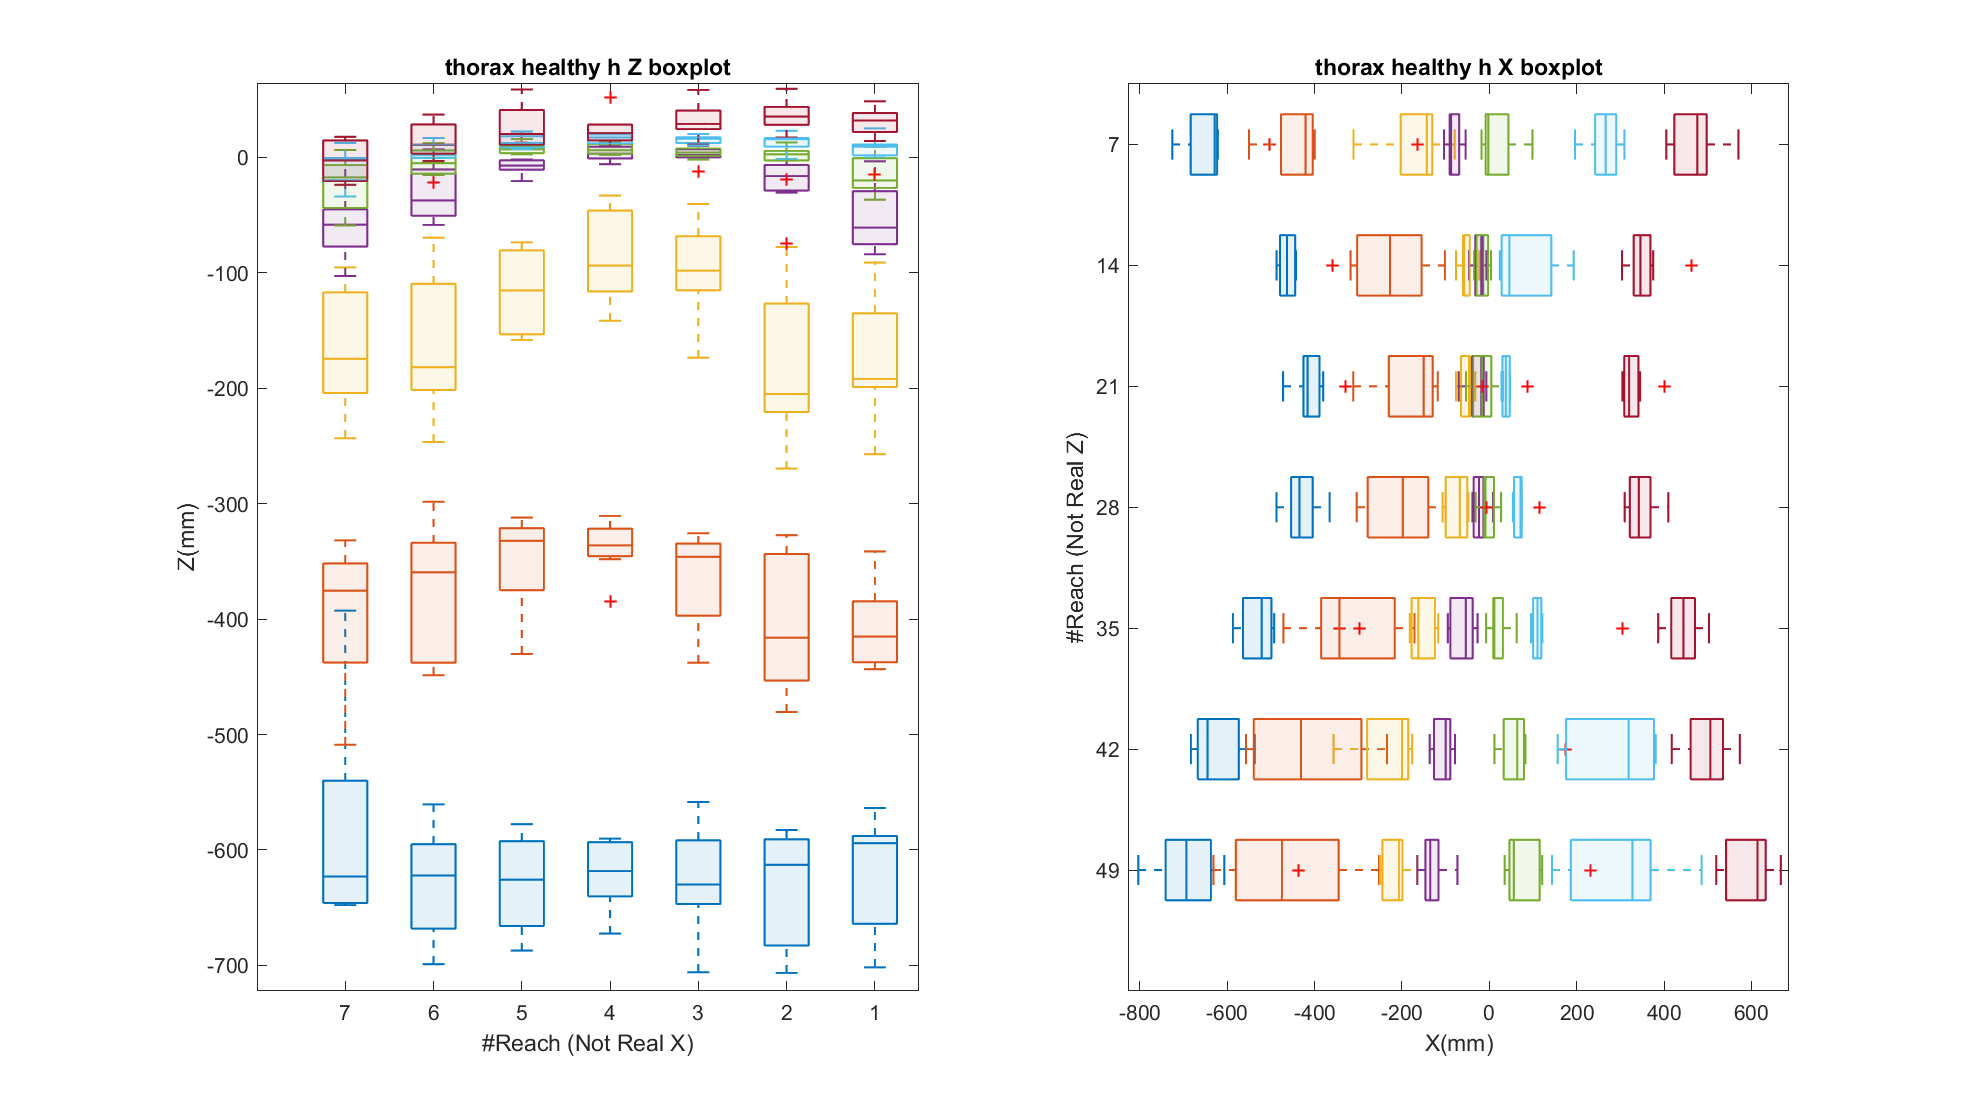 thorax healthy h Z boxplot
Z(mm)
0
-100
-200
-300
-400
-500
-600
-700
7 6 5 4 3 2 1
#Reach (Not Real X)
thorax healthy h X boxplot
#Reach (Not Real Z)
7
14
21
28
35
42
49
-800 -600 -400 -200 0 200 400 600
X(mm)